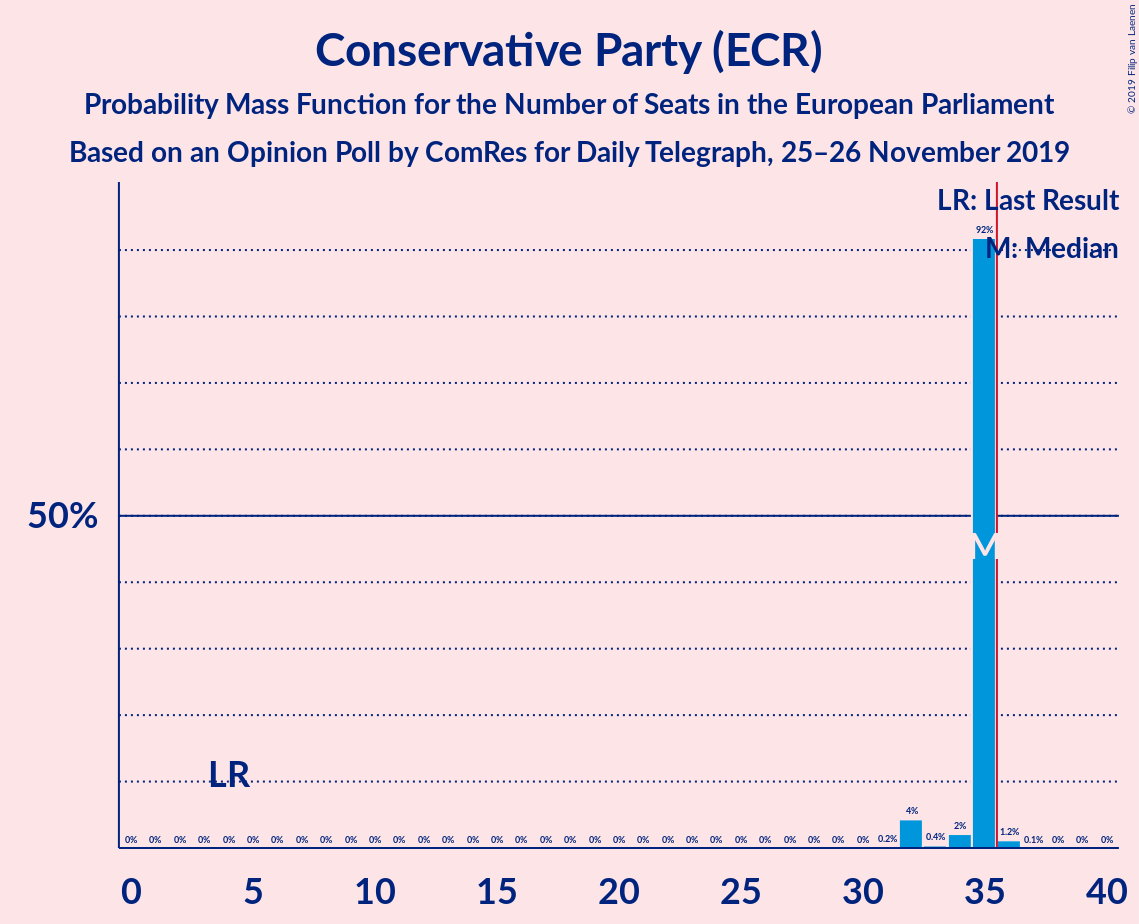 Conservative Party (ECR)
Probability Mass Function for the Number of Seats in the European Parliament
Based on an Opinion Poll by ComRes for Daily Telegraph, 25–26 November 2019
© 2019 Filip van Laenen
LR: Last Result
M: Median
92%
50%
M
LR
0% 0% 0% 0% 0% 0% 0% 0% 0% 0% 0% 0% 0% 0% 0% 0% 0% 0% 0% 0% 0% 0% 0% 0% 0% 0% 0% 0% 0% 0% 0% 0.2% 4% 0.4% 2% 1.2% 0.1% 0% 0% 0%
0 5 10 15 20 25 30 35 40